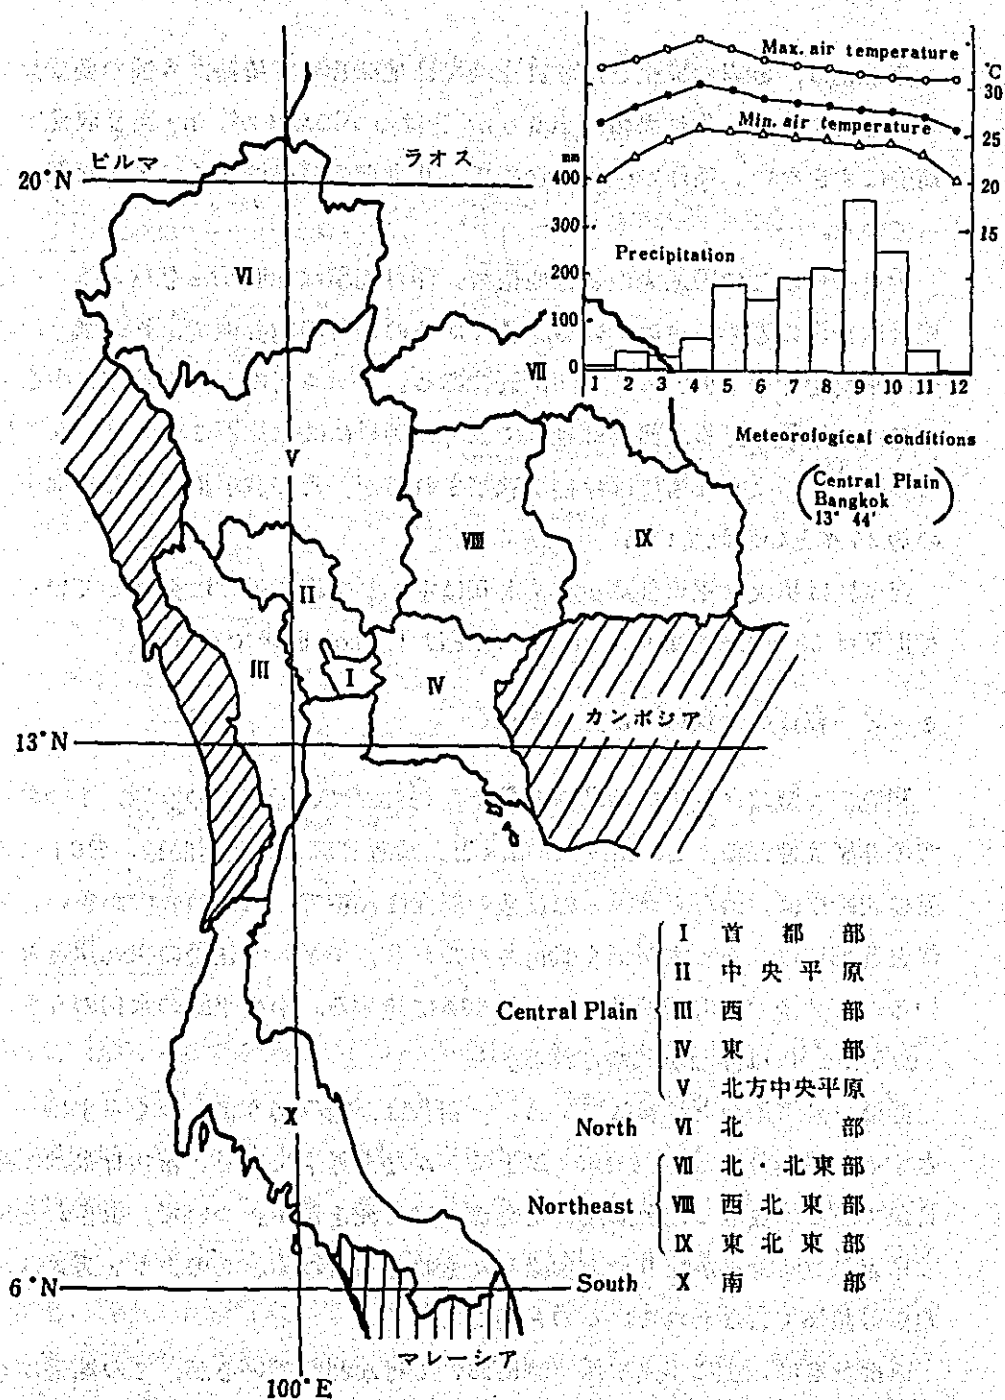 Max. air temperature
°C
30
25
20
15
Min. air temperature
mm
400
300
200
100
0
Precipitation
1 2 3 4 5 6 7 8 9 10 11 12
Meteorological conditions
(Central Plain
Bangkok
13° 44')
ビルマ
ラオス
20°N
VI
VII
V
VIII
IX
II
III
I
IV
カンボジア
13°N
X
6°N
マレーシア
100°E
Central Plain
I 首都部
II 中央平原
III 西部
IV 東部
V 北方中央平原
North VI 北部
Northeast
VII 北・北東部
VIII 西北東部
IX 東北東部
South X 南部